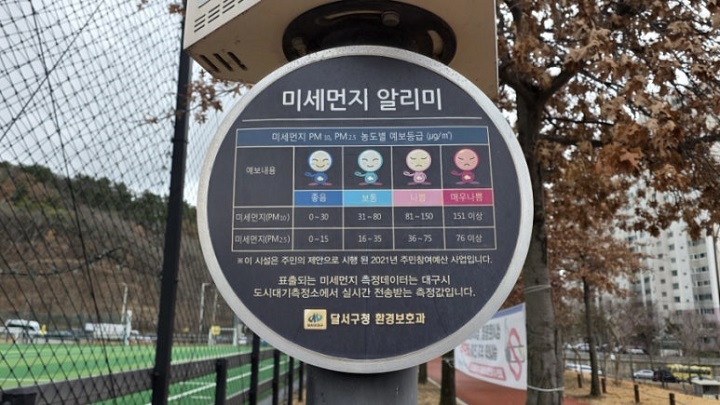 미세먼지 알리미
미세먼지 PM 10, PM 2.5 농도별 예보등급 (μg/m³)
예보내용 좋음 보통 나쁨 매우나쁨
미세먼지(PM10) 0~30 31~80 81~150 151 이상
미세먼지(PM2.5) 0~15 16~35 36~75 76 이상
※이 시설은 주민의 제안으로 시행 된 2021년 주민참여예산 사업입니다.
표출되는 미세먼지 측정데이터는 대구시
도시대기측정소에서 실시간 전송받는 측정값입니다.
달서구청 환경보호과